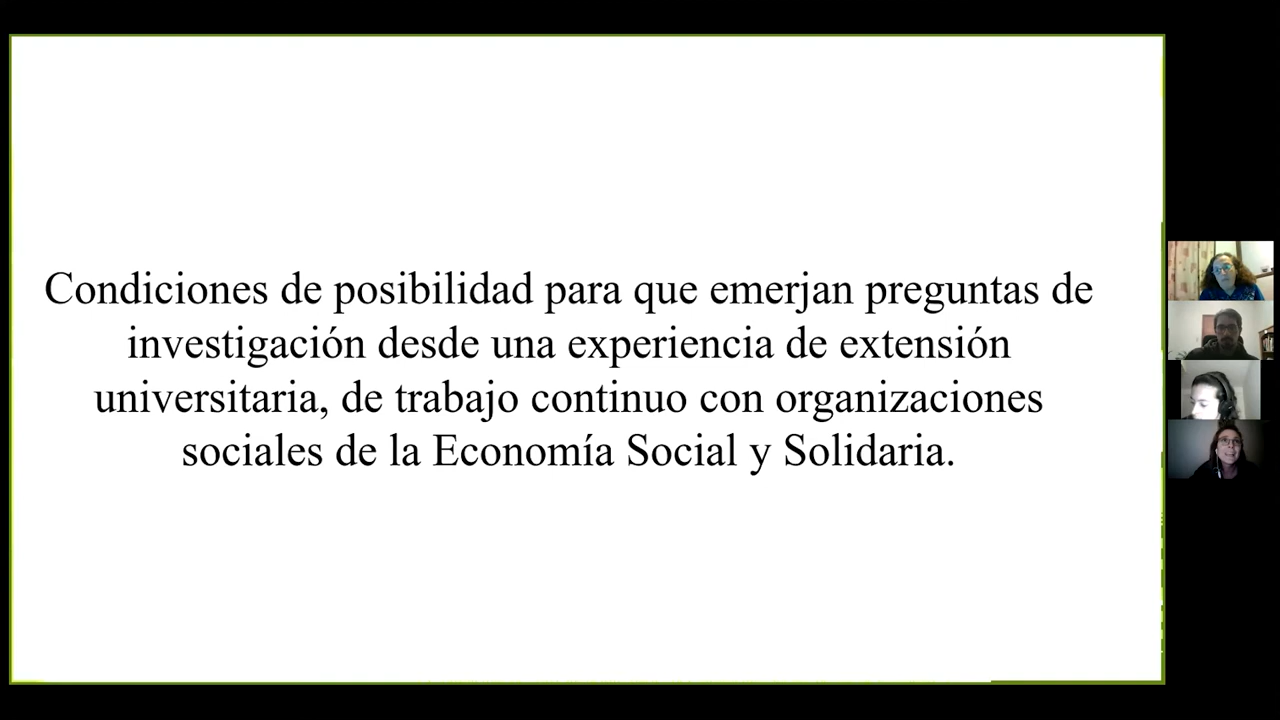 Condiciones de posibilidad para que emerjan preguntas de
investigación desde una experiencia de extensión
universitaria, de trabajo continuo con organizaciones
sociales de la Economía Social y Solidaria.